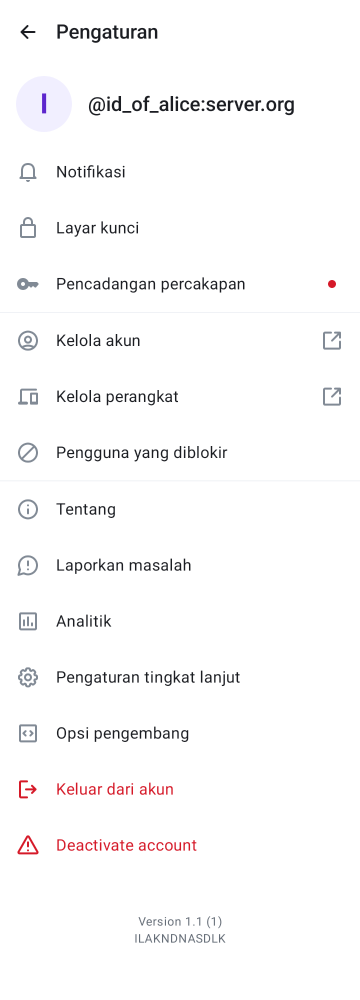 Pengaturan
I
@id_of_alice:server.org
Notifikasi
Layar kunci
Pencadangan percakapan
Kelola akun
Kelola perangkat
Pengguna yang diblokir
Tentang
Laporkan masalah
Analitik
Pengaturan tingkat lanjut
Opsi pengembang
Keluar dari akun
Deactivate account
Version 1.1 (1)
ILAKNDNASDLK